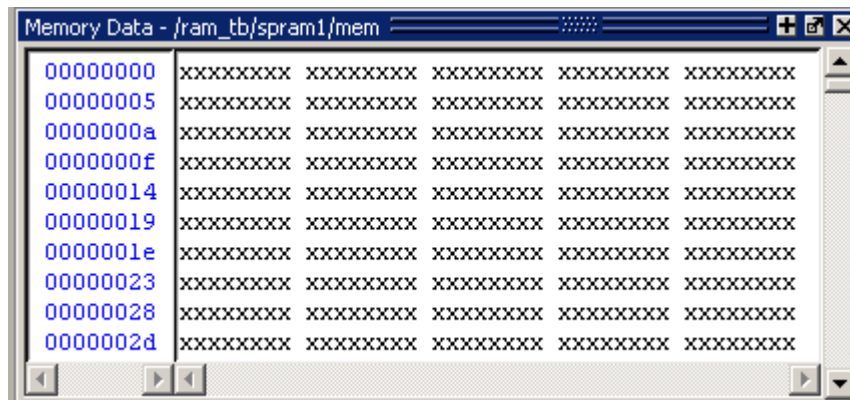 Memory Data - /ram_tb/spram1/mem
00000000 xxxxxxxx xxxxxxxx xxxxxxxx xxxxxxxx xxxxxxxx
00000005 xxxxxxxx xxxxxxxx xxxxxxxx xxxxxxxx xxxxxxxx
0000000a xxxxxxxx xxxxxxxx xxxxxxxx xxxxxxxx xxxxxxxx
0000000f xxxxxxxx xxxxxxxx xxxxxxxx xxxxxxxx xxxxxxxx
00000014 xxxxxxxx xxxxxxxx xxxxxxxx xxxxxxxx xxxxxxxx
00000019 xxxxxxxx xxxxxxxx xxxxxxxx xxxxxxxx xxxxxxxx
0000001e xxxxxxxx xxxxxxxx xxxxxxxx xxxxxxxx xxxxxxxx
00000023 xxxxxxxx xxxxxxxx xxxxxxxx xxxxxxxx xxxxxxxx
00000028 xxxxxxxx xxxxxxxx xxxxxxxx xxxxxxxx xxxxxxxx
0000002d xxxxxxxx xxxxxxxx xxxxxxxx xxxxxxxx xxxxxxxx